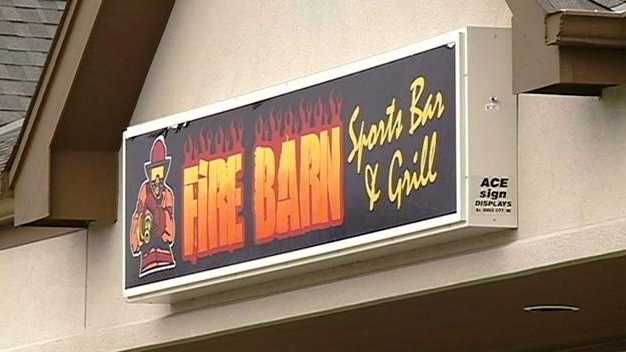 FIRE BARN
Sports Bar
& Grill
ACE
sign
DISPLAYS